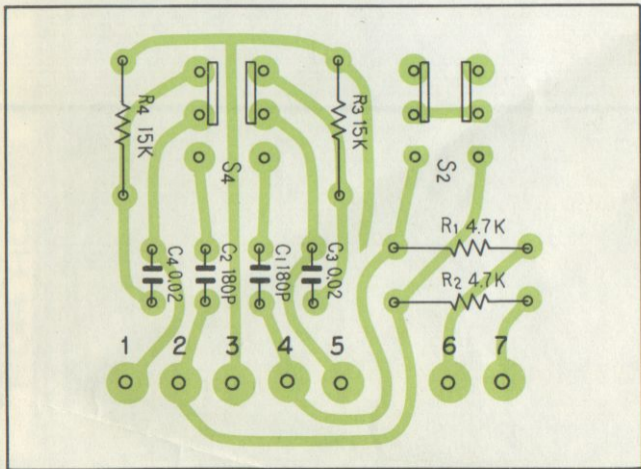 R4 15K
S4
R3 15K
S2
R1 4.7K
R2 4.7K
C4 0.02
C2 180P
C1 180P
C3 0.02
1 2 3 4 5 6 7